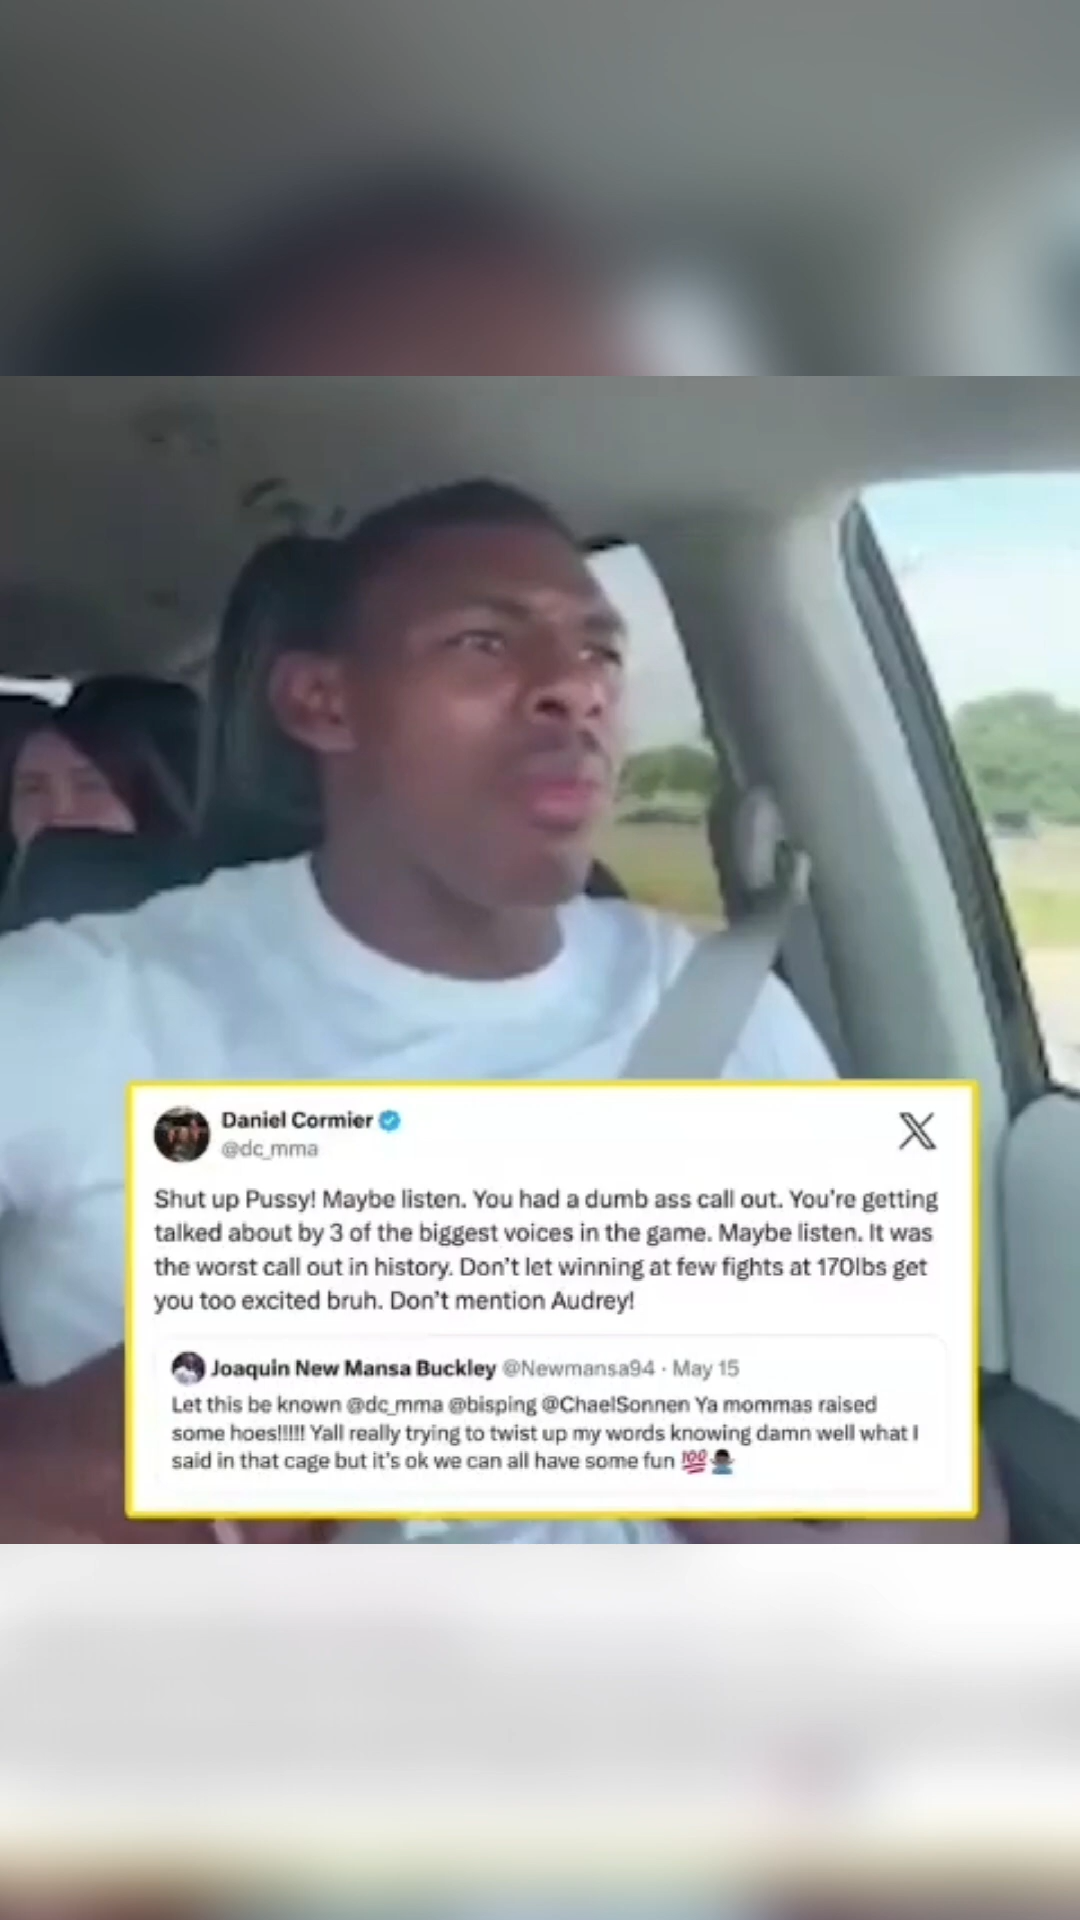 Daniel Cormier
@dc_mma
Shut up Pussy! Maybe listen. You had a dumb ass call out. You're getting
talked about by 3 of the biggest voices in the game. Maybe listen. It was
the worst call out in history. Don't let winning at few fights at 170lbs get
you too excited bruh. Don't mention Audrey!
Joaquin New Mansa Buckley @Newmansa94 · May 15
Let this be known @dc_mma @bisping @ChaelSonnen Ya mommas raised
some hoes!!!!! Yall really trying to twist up my words knowing damn well what I
said in that cage but it's ok we can all have some fun 💯🙅🏿‍♂️